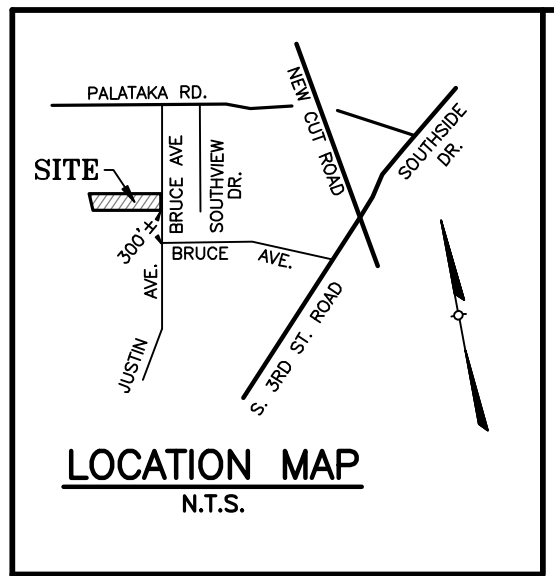 PALATAKA RD.
NEW CUT ROAD
SOUTHSIDE
DR.
SITE
BRUCE AVE
SOUTHVIEW
DR.
300'±
BRUCE AVE.
AVE.
JUSTIN
S. 3RD ST. ROAD
LOCATION MAP
N.T.S.